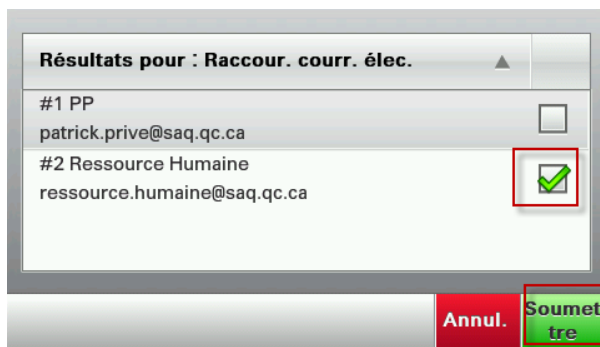 Résultats pour : Raccour. courr. élec.
#1 PP
patrick.prive@saq.qc.ca
#2 Ressource Humaine
ressource.humaine@saq.qc.ca
Annul.
Soumet
tre